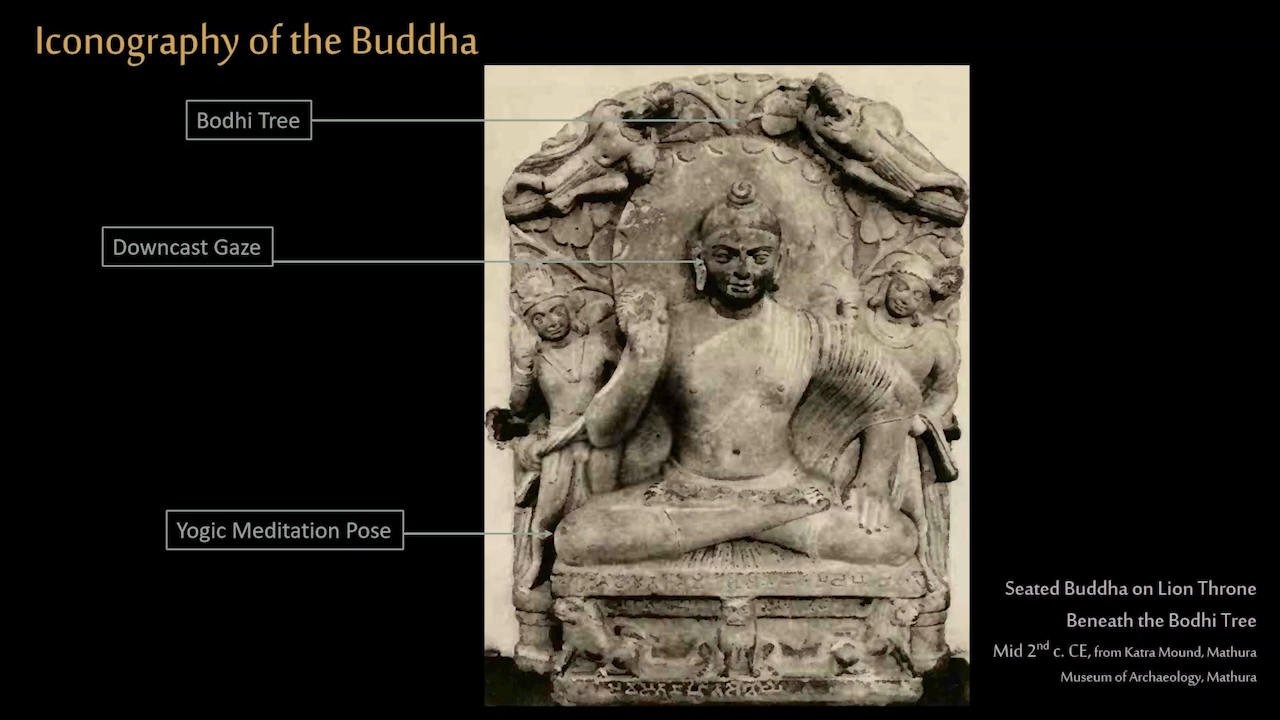 Iconography of the Buddha
Bodhi Tree
Downcast Gaze
Yogic Meditation Pose
Seated Buddha on Lion Throne
Beneath the Bodhi Tree
Mid 2nd c. CE, from Katra Mound, Mathura
Museum of Archaeology, Mathura